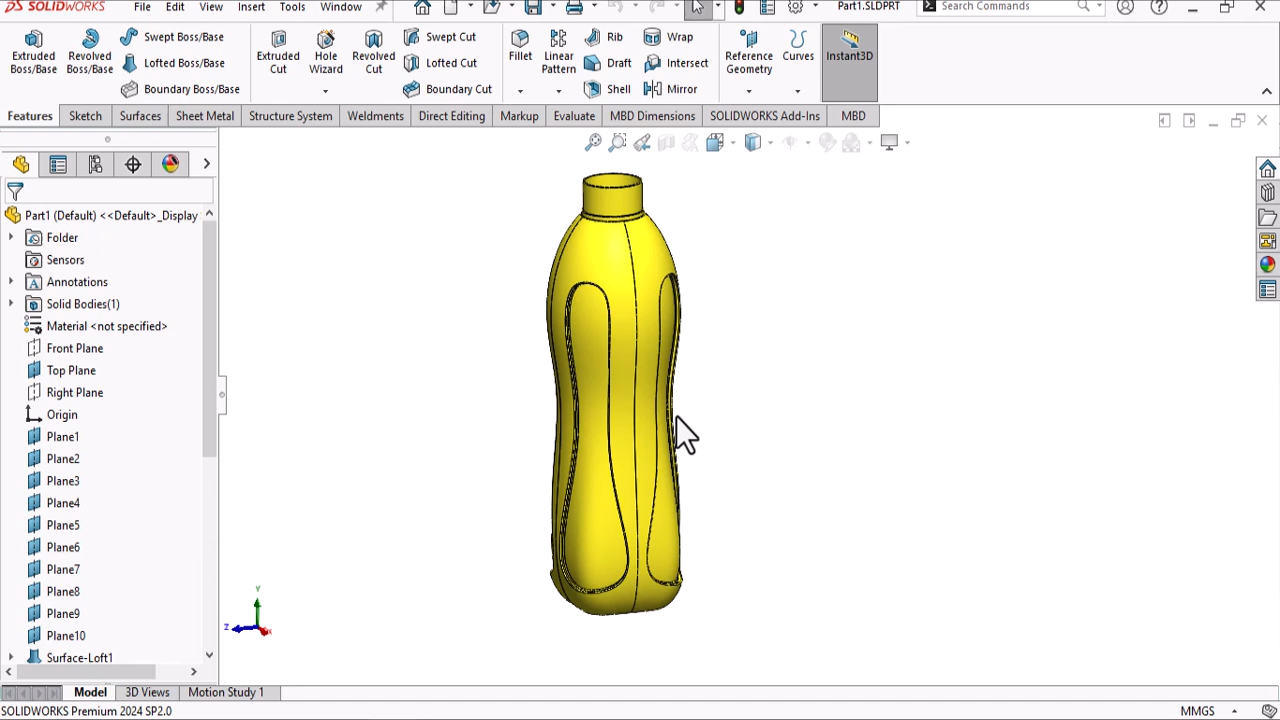 SOLIDWORKS File Edit View Insert Tools Window Part1.SLDPRT Search Commands
Extruded Boss/Base
Revolved Boss/Base
Swept Boss/Base
Lofted Boss/Base
Boundary Boss/Base
Extruded Cut
Hole Wizard
Revolved Cut
Swept Cut
Lofted Cut
Boundary Cut
Fillet
Linear Pattern
Rib
Draft
Shell
Wrap
Intersect
Mirror
Reference Geometry
Curves
Instant3D
Features Sketch Surfaces Sheet Metal Structure System Weldments Direct Editing Markup Evaluate MBD Dimensions SOLIDWORKS Add-Ins MBD
Part1 (Default) <<Default>_Display
Folder
Sensors
Annotations
Solid Bodies(1)
Material <not specified>
Front Plane
Top Plane
Right Plane
Origin
Plane1
Plane2
Plane3
Plane4
Plane5
Plane6
Plane7
Plane8
Plane9
Plane10
Surface-Loft1
Y
Z
X
Model 3D Views Motion Study 1
SOLIDWORKS Premium 2024 SP2.0 MMGS